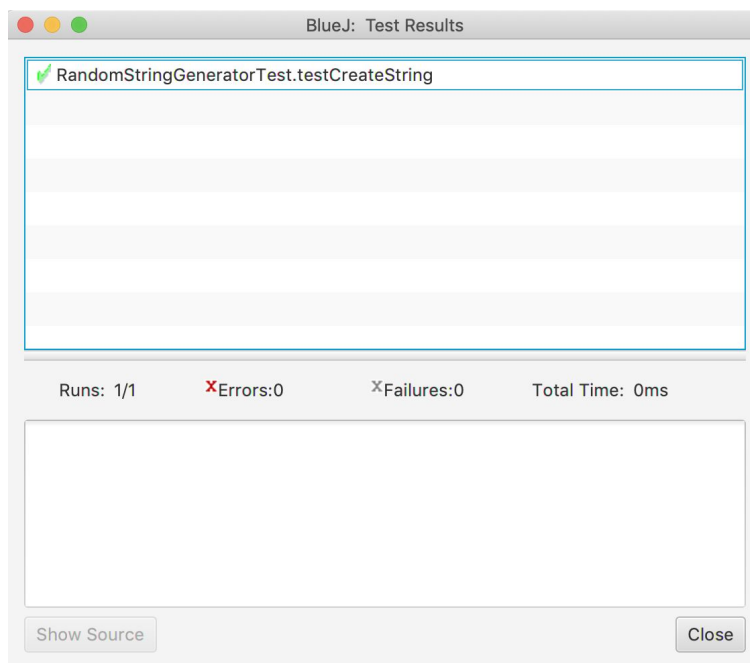 BlueJ: Test Results
RandomStringGeneratorTest.testCreateString
Runs: 1/1 Errors:0 Failures:0 Total Time: 0ms
Show Source Close